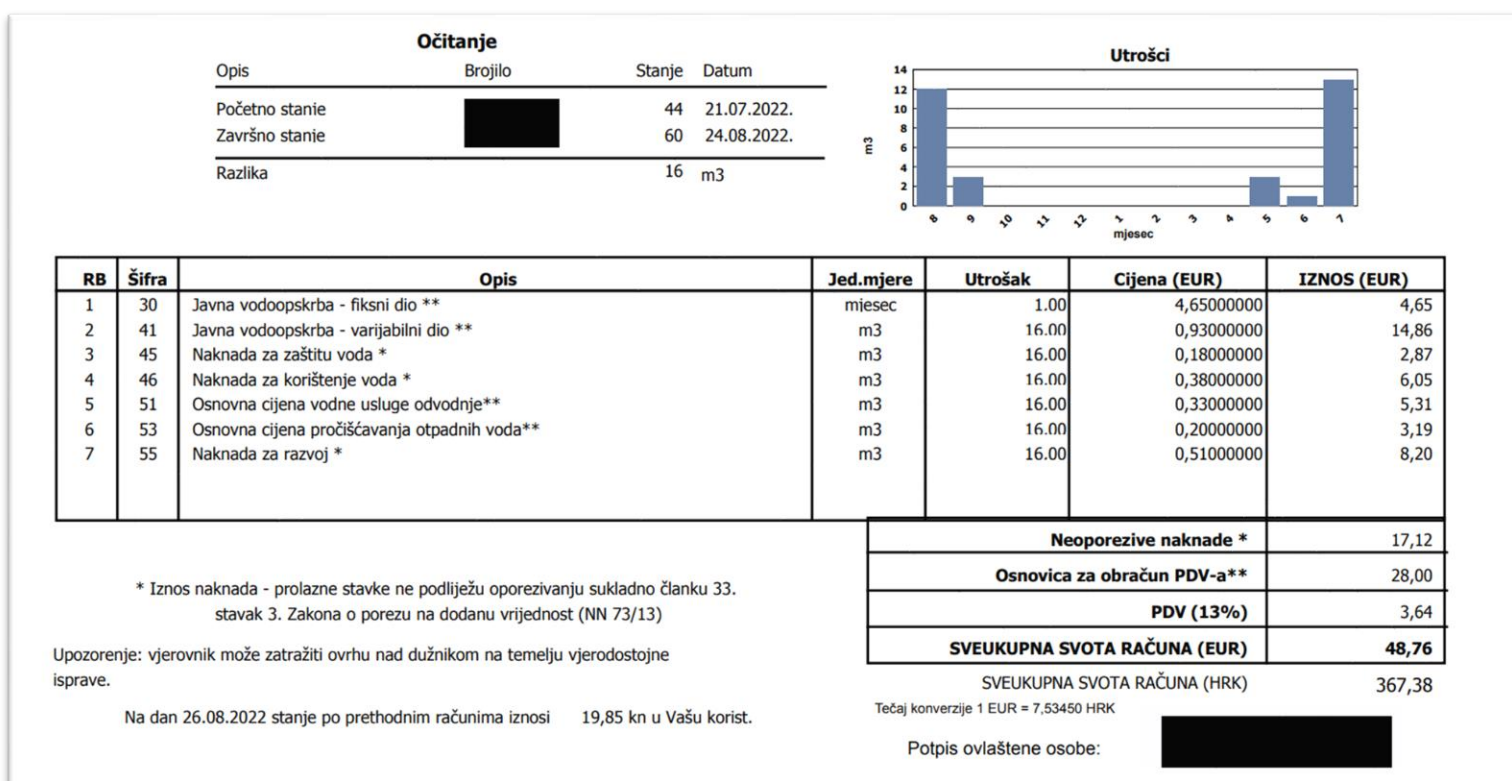 Očitanje
Opis Brojilo Stanje Datum
Početno stanje 44 21.07.2022.
Završno stanje 60 24.08.2022.
Razlika 16 m3
Utrošci
14
12
10
8
6
4
2
0
m3
8 9 10 11 12 1 2 3 4 5 6 7
mjesec
RB Šifra Opis Jed.mjere Utrošak Cijena (EUR) IZNOS (EUR)
1 30 Javna vodoopskrba - fiksni dio ** mjesec 1.00 4,65000000 4,65
2 41 Javna vodoopskrba - varijabilni dio ** m3 16.00 0,93000000 14,86
3 45 Naknada za zaštitu voda * m3 16.00 0,18000000 2,87
4 46 Naknada za korištenje voda * m3 16.00 0,38000000 6,05
5 51 Osnovna cijena vodne usluge odvodnje** m3 16.00 0,33000000 5,31
6 53 Osnovna cijena pročišćavanja otpadnih voda** m3 16.00 0,20000000 3,19
7 55 Naknada za razvoj * m3 16.00 0,51000000 8,20
Neoporezive naknade * 17,12
Osnovica za obračun PDV-a** 28,00
PDV (13%) 3,64
SVEUKUPNA SVOTA RAČUNA (EUR) 48,76
SVEUKUPNA SVOTA RAČUNA (HRK) 367,38
Tečaj konverzije 1 EUR = 7,53450 HRK
* Iznos naknada - prolazne stavke ne podliježu oporezivanju sukladno članku 33.
stavak 3. Zakona o porezu na dodanu vrijednost (NN 73/13)
Upozorenje: vjerovnik može zatražiti ovrhu nad dužnikom na temelju vjerodostojne
isprave.
Na dan 26.08.2022 stanje po prethodnim računima iznosi 19,85 kn u Vašu korist.
Potpis ovlaštene osobe: